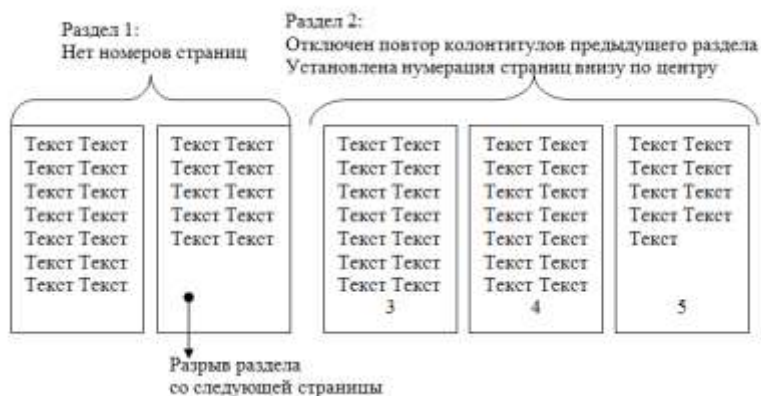 Раздел 1:
Нет номеров страниц
Раздел 2:
Отключен повтор колонтитулов предыдущего раздела
Установлена нумерация страниц внизу по центру
Текст Текст
Текст Текст
Текст Текст
Текст Текст
Текст Текст
Текст Текст
Текст Текст
Текст Текст
Текст Текст
Текст Текст
Текст Текст
Текст Текст
Разрыв раздела
со следующей страницы
Текст Текст
Текст Текст
Текст Текст
Текст Текст
Текст Текст
Текст Текст
Текст Текст
3
Текст Текст
Текст Текст
Текст Текст
Текст Текст
Текст Текст
Текст Текст
Текст Текст
4
Текст Текст
Текст Текст
Текст Текст
Текст Текст
Текст
5